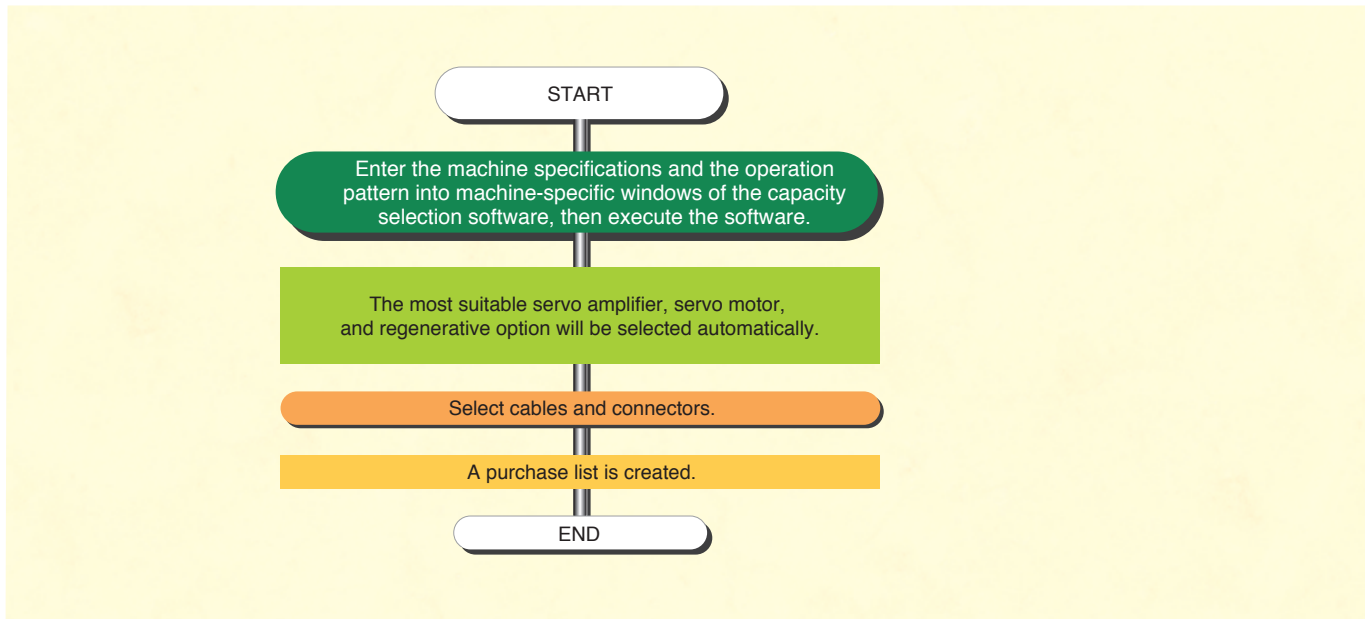 START
Enter the machine specifications and the operation
pattern into machine-specific windows of the capacity
selection software, then execute the software.
The most suitable servo amplifier, servo motor,
and regenerative option will be selected automatically.
Select cables and connectors.
A purchase list is created.
END